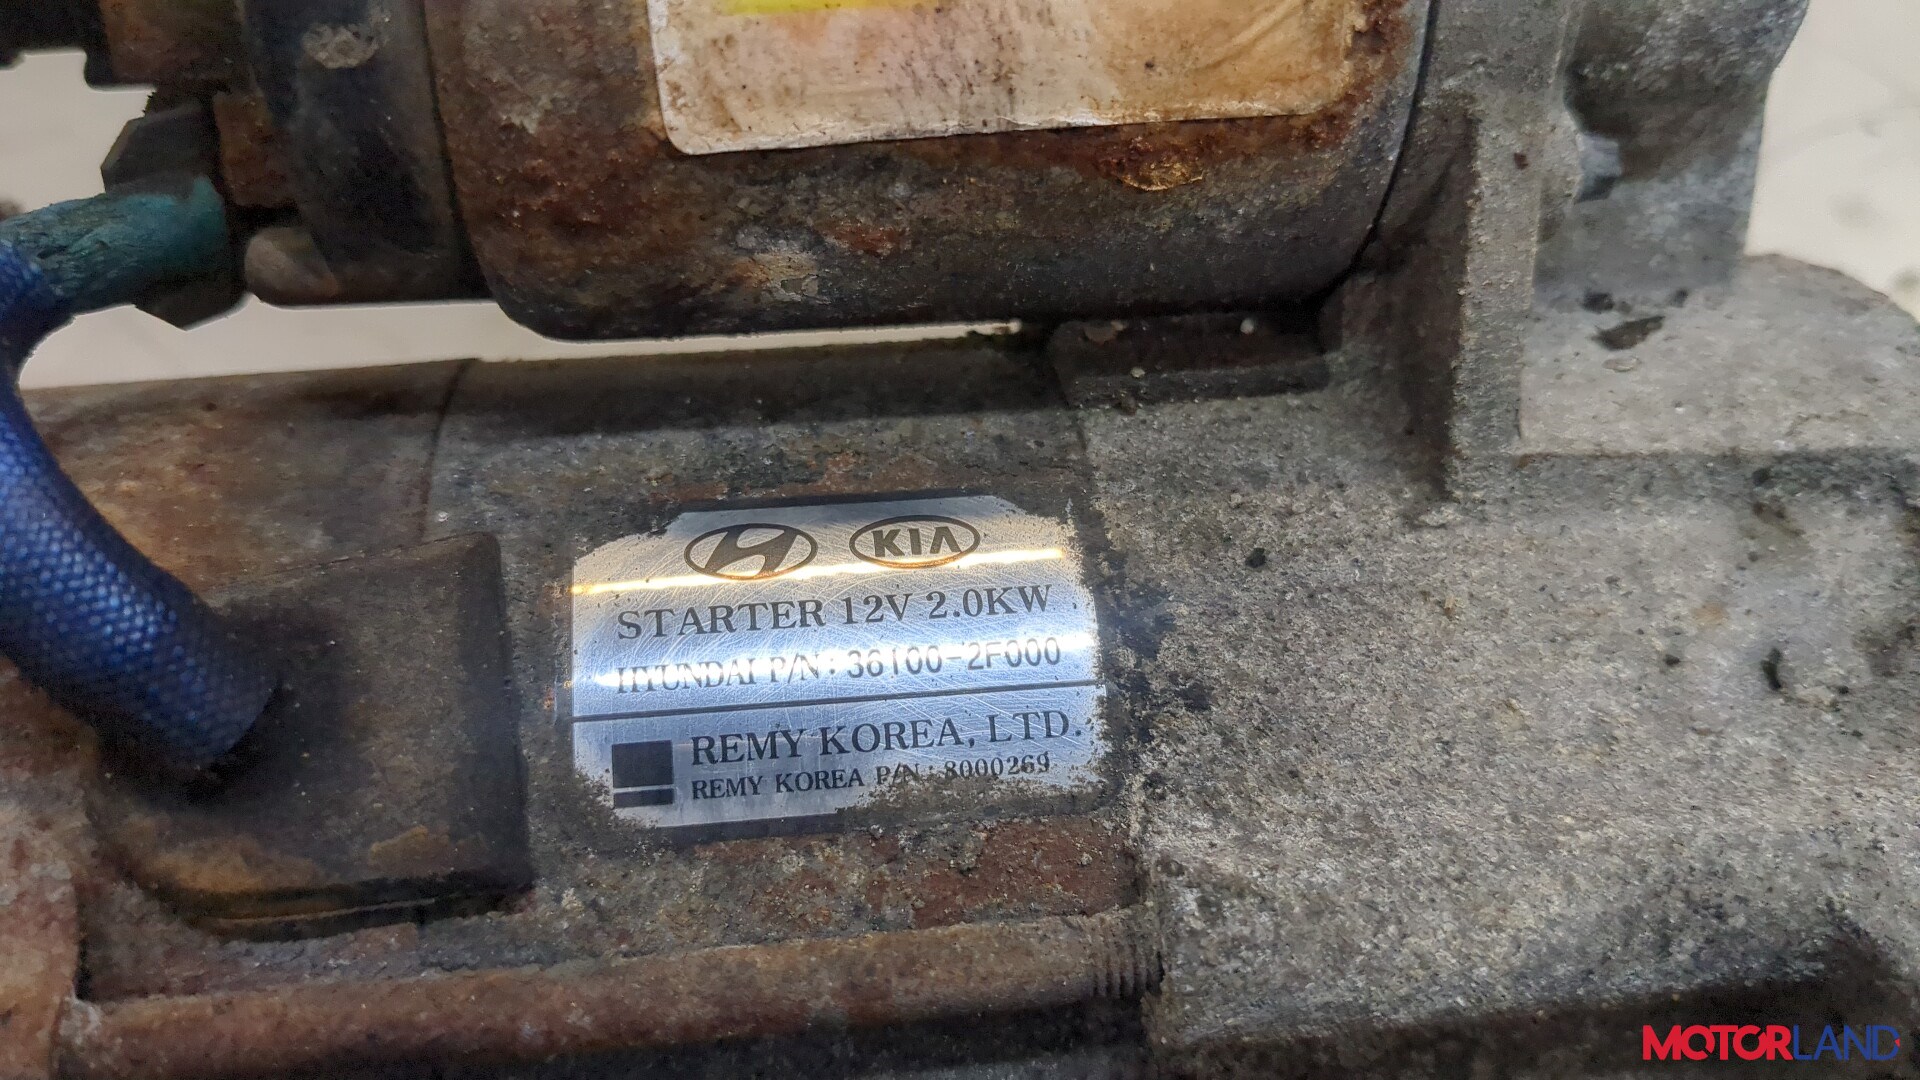 KIA
STARTER 12V 2.0KW
HYUNDAI P/N: 36100-2F000
REMY KOREA, LTD.
REMY KOREA P/N: 8000269
MOTORLAND